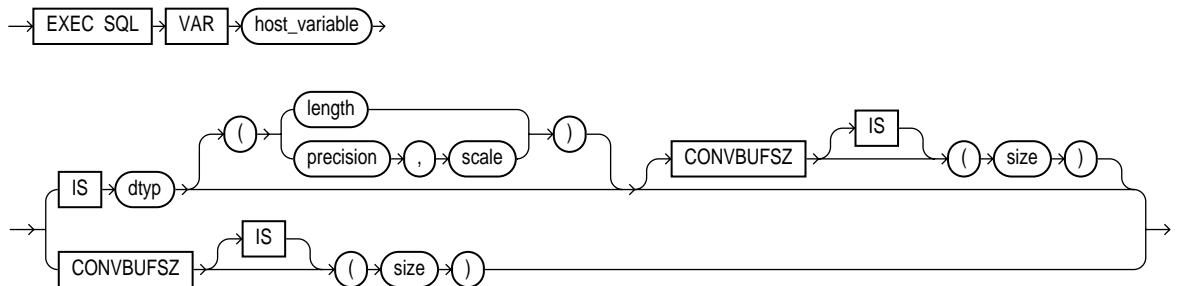 EXEC SQL VAR host_variable
( length )
precision , scale
IS
CONVBUFSZ ( size )
IS dtyp
IS
CONVBUFSZ ( size )